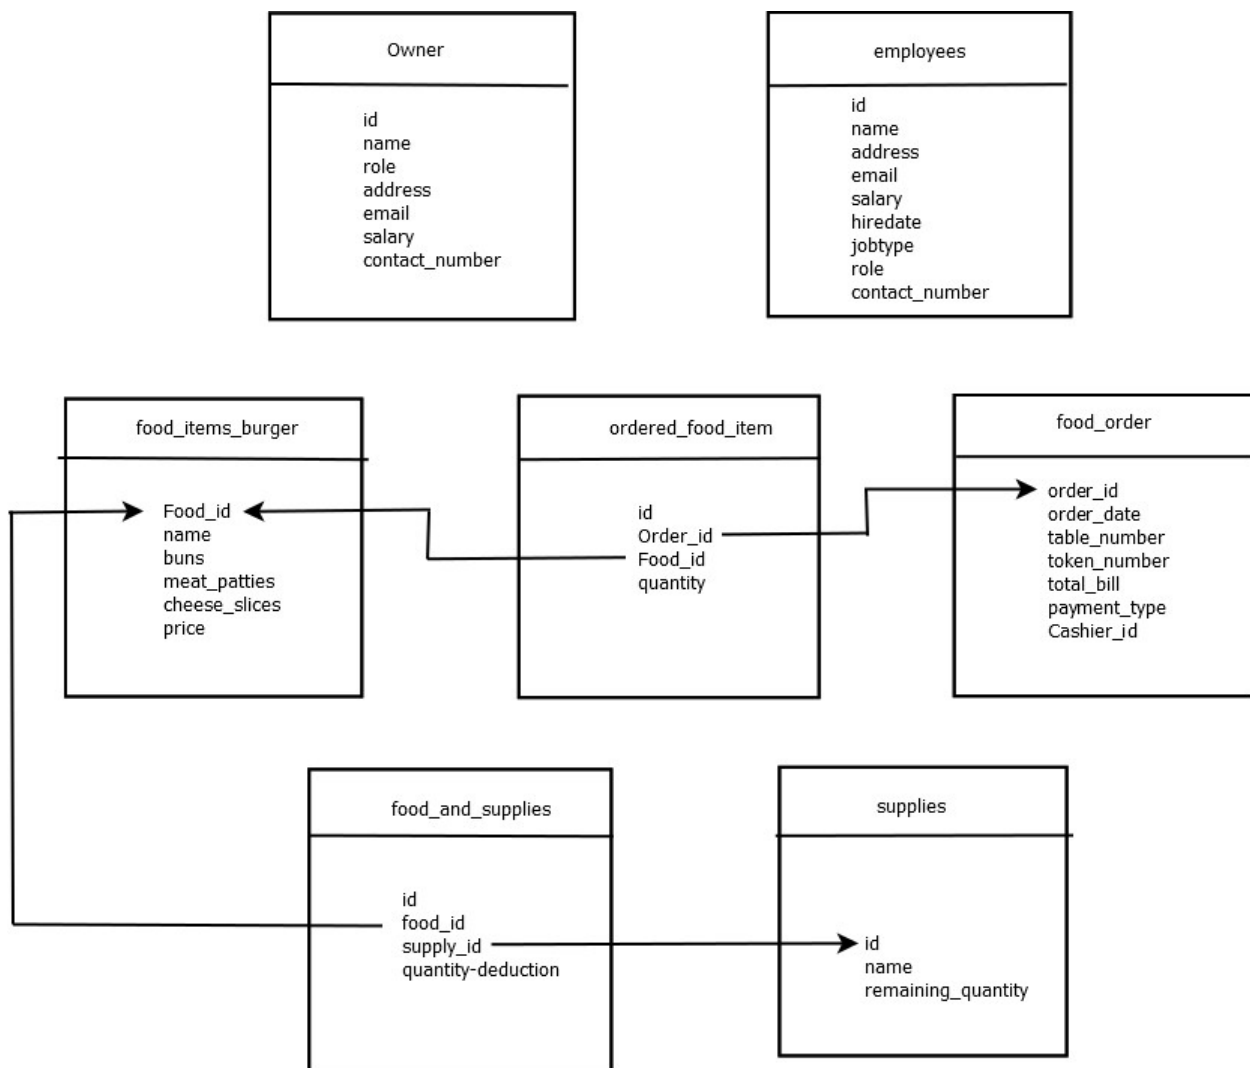 Owner
id
name
role
address
email
salary
contact_number
employees
id
name
address
email
salary
hiredate
jobtype
role
contact_number
food_items_burger
Food_id
name
buns
meat_patties
cheese_slices
price
ordered_food_item
id
Order_id
Food_id
quantity
food_order
order_id
order_date
table_number
token_number
total_bill
payment_type
Cashier_id
food_and_supplies
id
food_id
supply_id
quantity-deduction
supplies
id
name
remaining_quantity